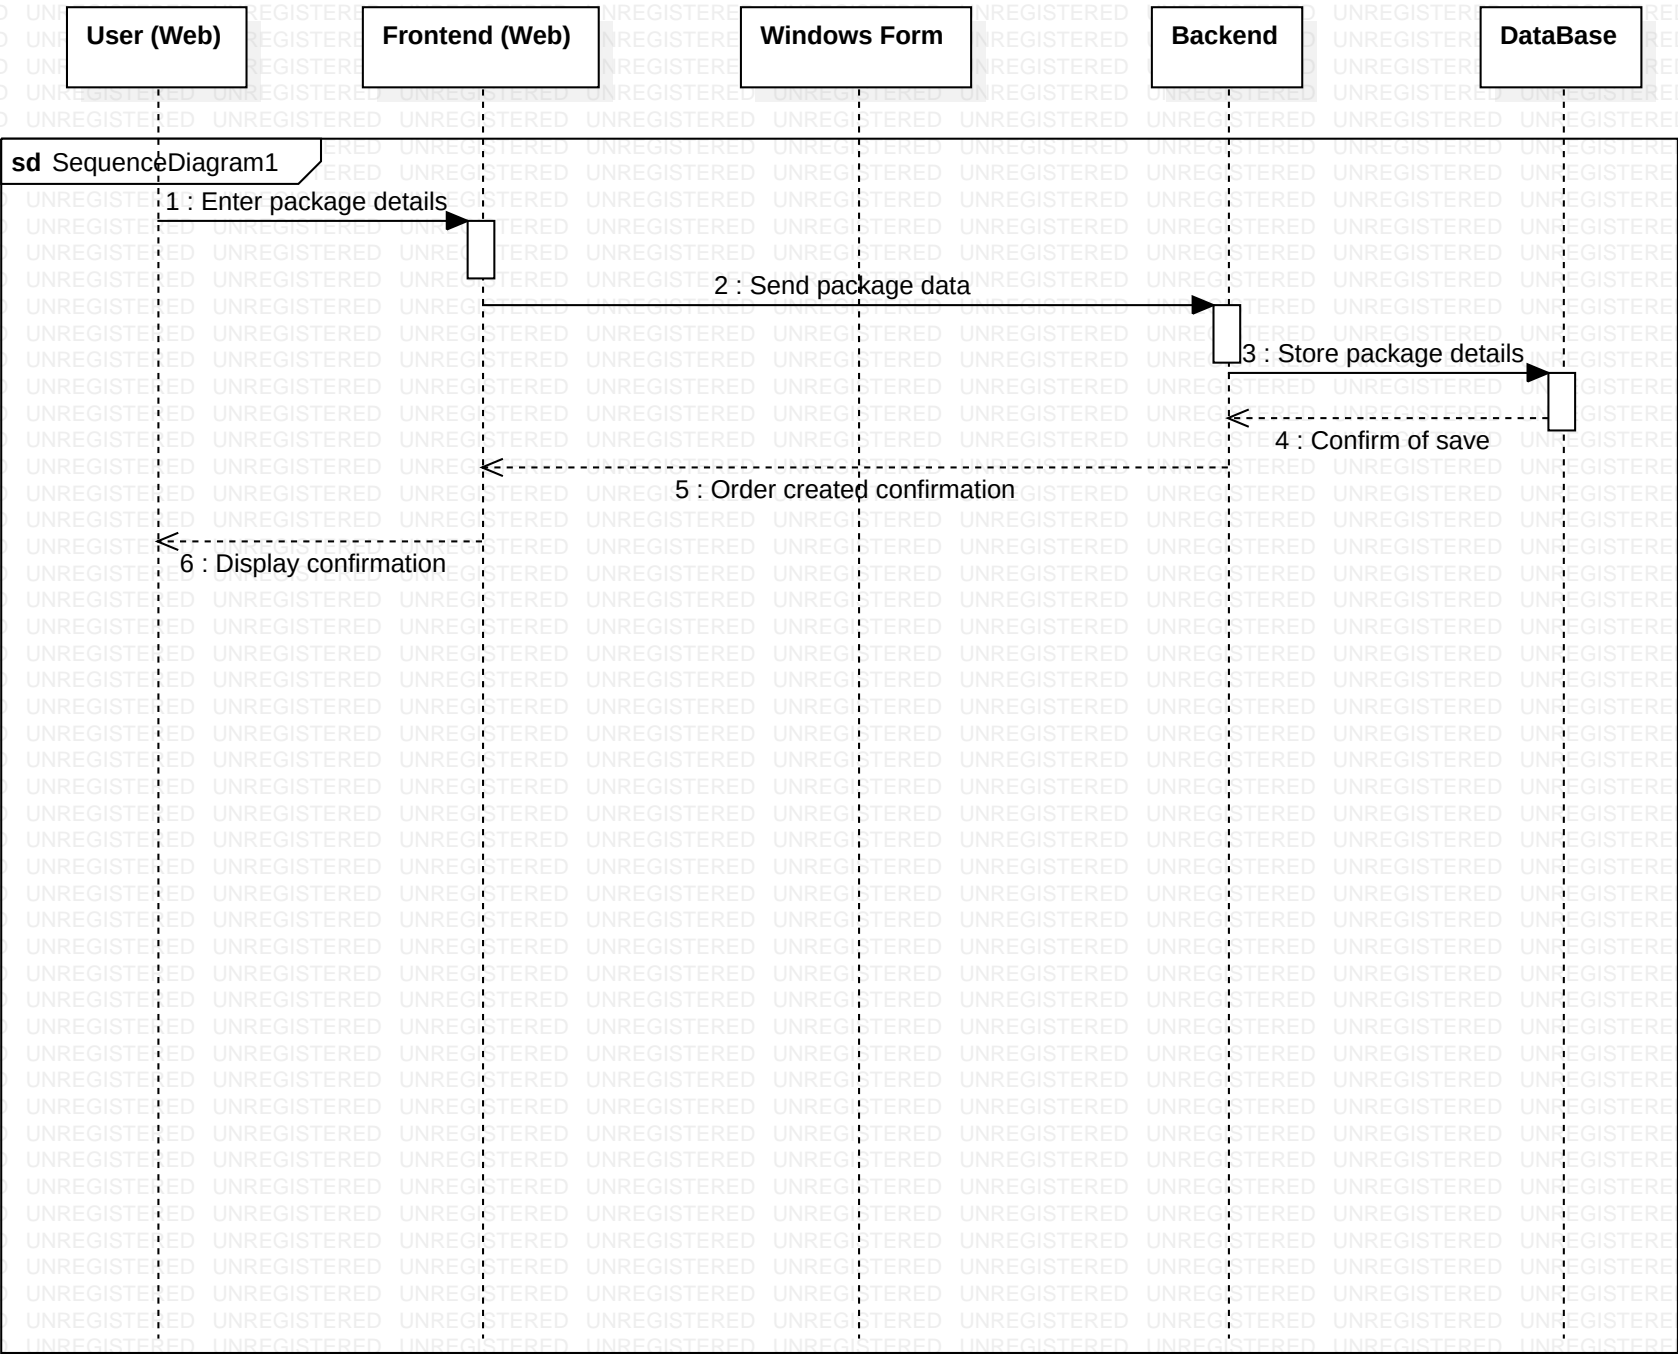 User (Web)
Frontend (Web)
Windows Form
Backend
DataBase
sd SequenceDiagram1
1 : Enter package details
2 : Send package data
3 : Store package details
4 : Confirm of save
5 : Order created confirmation
6 : Display confirmation
UNREGISTERED